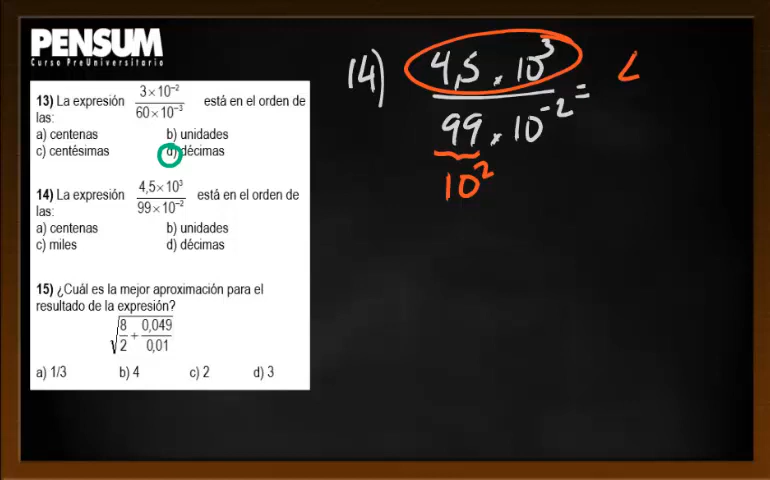 PENSUM
Curso PreUniversitario
13) La expresión 3×10⁻² / 60×10⁻³ está en el orden de
las:
a) centenas b) unidades
c) centésimas d) décimas
14) La expresión 4,5×10³ / 99×10⁻² está en el orden de
las:
a) centenas b) unidades
c) miles d) décimas
15) ¿Cuál es la mejor aproximación para el
resultado de la expresión?
√(8/2 + 0,049/0,01)
a) 1/3 b) 4 c) 2 d) 3
14) 4,5 . 10³ / 99 . 10⁻² = <
10²